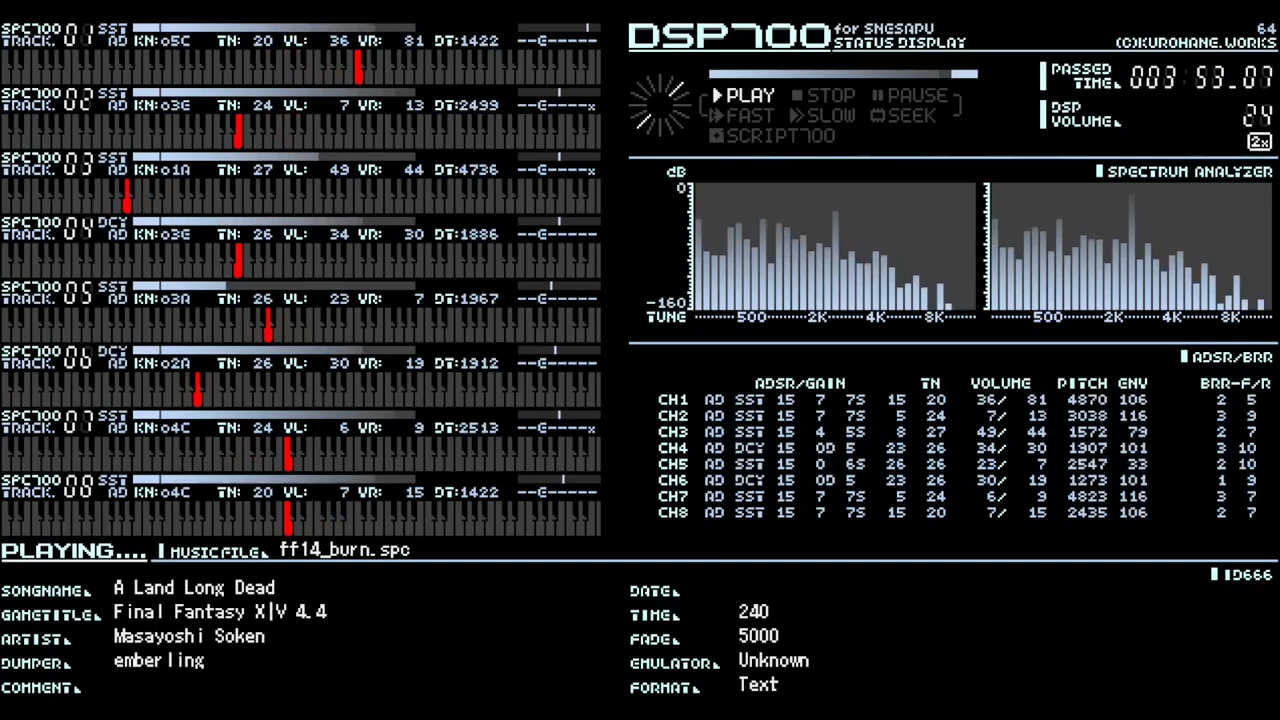 SPC700 TRACK.01 SST AD KN:o5C TN: 20 VL: 36 VR: 81 DT:1422
SPC700 TRACK.02 SST AD KN:o3G TN: 24 VL: 7 VR: 13 DT:2499
SPC700 TRACK.03 SST AD KN:o1A TN: 27 VL: 49 VR: 44 DT:4736
SPC700 TRACK.04 DCY AD KN:o3G TN: 26 VL: 34 VR: 30 DT:1886
SPC700 TRACK.05 SST AD KN:o3A TN: 26 VL: 23 VR: 7 DT:1967
SPC700 TRACK.06 DCY AD KN:o2A TN: 26 VL: 30 VR: 19 DT:1912
SPC700 TRACK.07 SST AD KN:o4C TN: 24 VL: 6 VR: 9 DT:2513
SPC700 TRACK.08 SST AD KN:o4C TN: 20 VL: 7 VR: 15 DT:1422
DSP700 for SNESAPU 64
STATUS DISPLAY (C)KUROHANE.WORKS
PASSED TIME. 003:53.07
PLAY STOP PAUSE
FAST SLOW SEEK
SCRIPT700
DSP VOLUME. 24
2x
SPECTRUM ANALYZER
dB
0
-160
TUNE 500 2K 4K 8K 500 2K 4K 8K
ADSR/BRR
ADSR/GAIN TN VOLUME PITCH ENV BRR-F/R
CH1 AD SST 15 7 7S 15 20 36/ 81 4870 106 2 5
CH2 AD SST 15 7 7S 5 24 7/ 13 3038 116 3 9
CH3 AD SST 15 4 5S 8 27 49/ 44 1572 79 2 7
CH4 AD DCY 15 0D 5 23 26 34/ 30 1907 101 3 10
CH5 AD SST 15 0 6S 26 26 23/ 7 2547 33 2 10
CH6 AD DCY 15 0D 5 23 26 30/ 19 1273 101 1 9
CH7 AD SST 15 7 7S 5 24 6/ 9 4823 116 3 7
CH8 AD SST 15 7 7S 15 20 7/ 15 2435 106 2 7
PLAYING.... MUSICFILE. ff14_burn.spc
ID666
SONGNAME. A Land Long Dead
GAMETITLE. Final Fantasy X|V 4.4
ARTIST. Masayoshi Soken
DUMPER. emberling
COMMENT.
DATE.
TIME. 240
FADE. 5000
EMULATOR. Unknown
FORMAT. Text